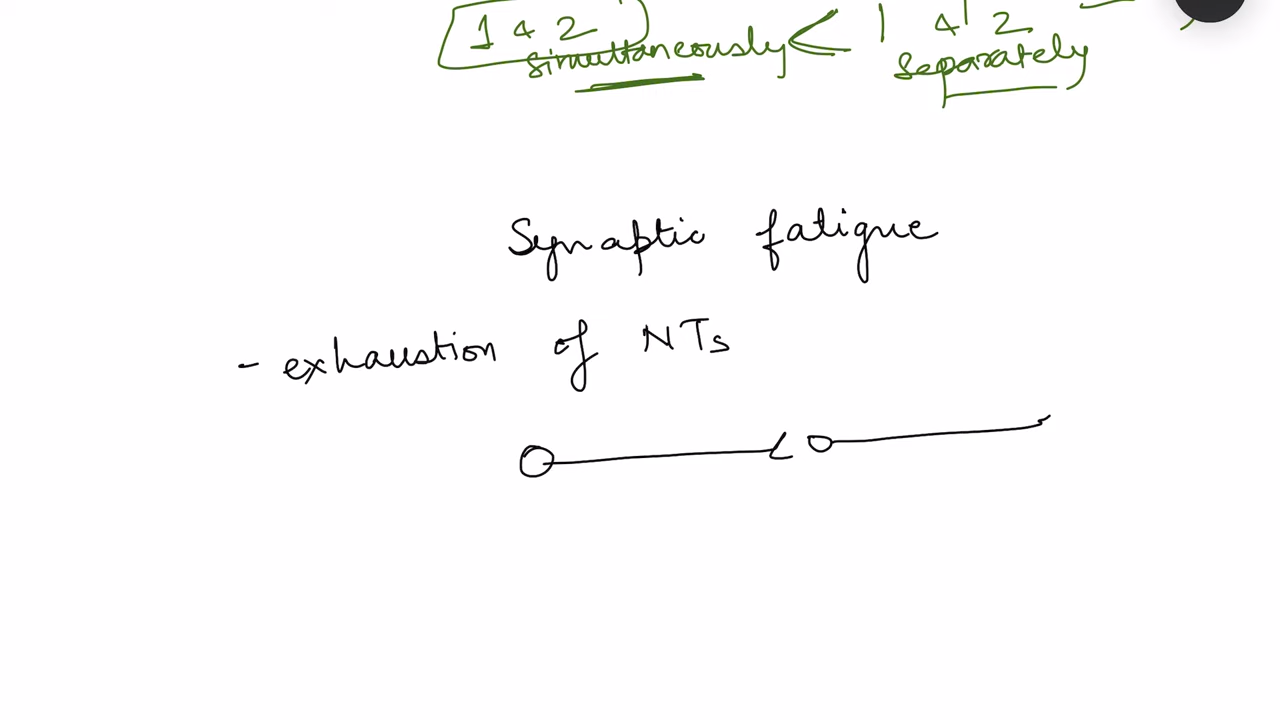 1 & 2 < 1 & 2
simultaneously separately
Synaptic fatigue
- exhaustion of NTs